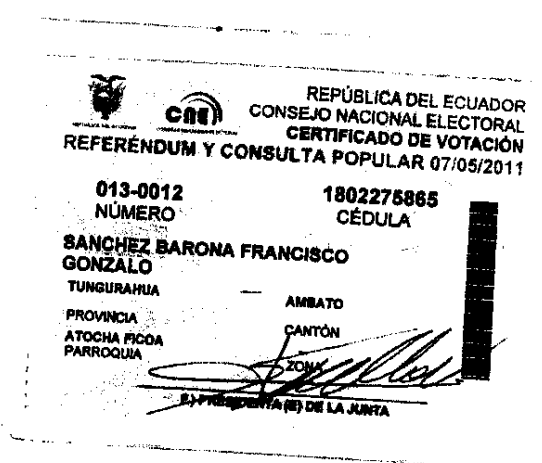 REPÚBLICA DEL ECUADOR
CNE CONSEJO NACIONAL ELECTORAL
CERTIFICADO DE VOTACIÓN
REFERÉNDUM Y CONSULTA POPULAR 07/05/2011
013-0012 1802275865
NÚMERO CÉDULA
SANCHEZ BARONA FRANCISCO
GONZALO
TUNGURAHUA AMBATO
PROVINCIA CANTÓN
ATOCHA FICOA
PARROQUIA ZONA
F.) PRESIDENTA (E) DE LA JUNTA